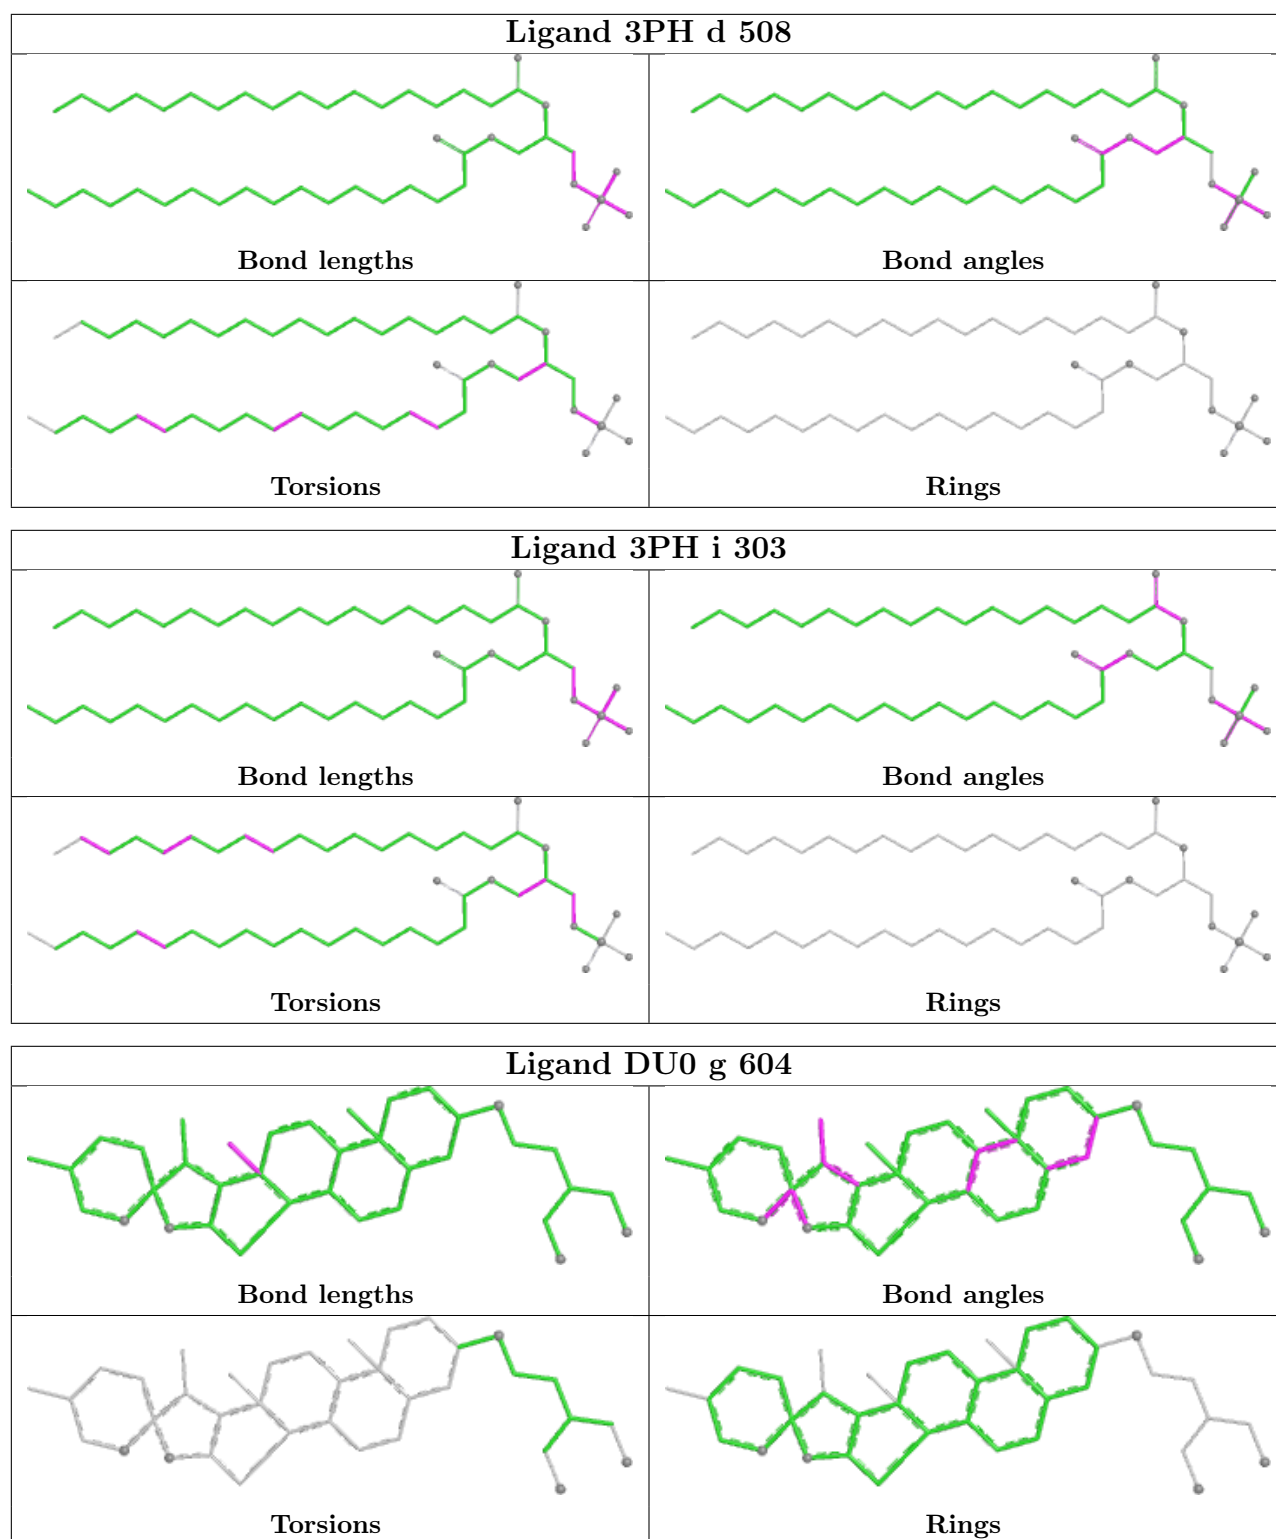 Ligand 3PH d 508
Bond lengths
Bond angles
Torsions
Rings
Ligand 3PH i 303
Bond lengths
Bond angles
Torsions
Rings
Ligand DU0 g 604
Bond lengths
Bond angles
Torsions
Rings